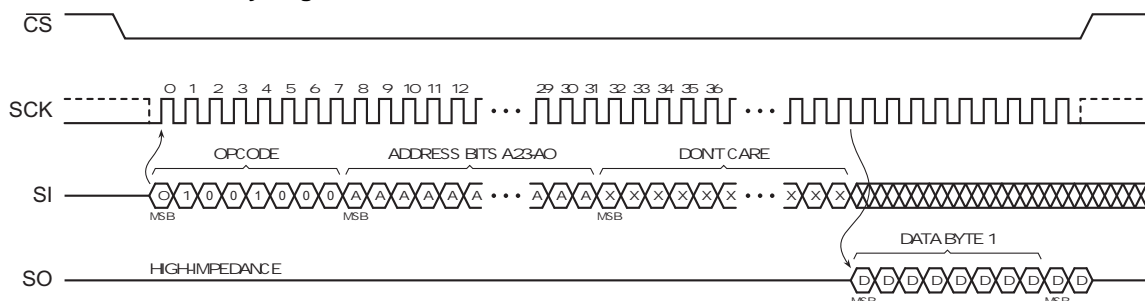 CS
SCK 0 1 2 3 4 5 6 7 8 9 10 11 12 ••• 29 30 31 32 33 34 35 36 •••
OPCODE ADDRESS BITS A23-A0 DON'T CARE
SI 0 1 0 0 1 0 0 0 A A A A A A ••• A A A X X X X X X ••• X X X
MSB MSB MSB
DATA BYTE 1
SO HIGH-IMPEDANCE D D D D D D D D D D
MSB MSB